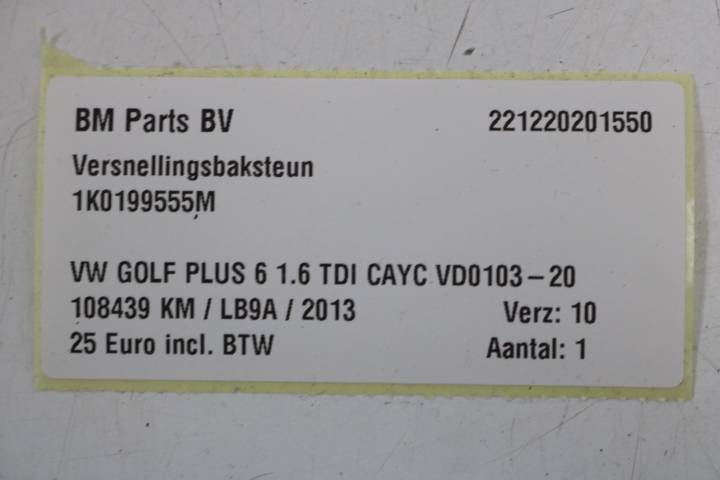 BM Parts BV 221220201550
Versnellingsbaksteun
1K0199555M
VW GOLF PLUS 6 1.6 TDI CAYC VD0103-20
108439 KM / LB9A / 2013 Verz: 10
25 Euro incl. BTW Aantal: 1